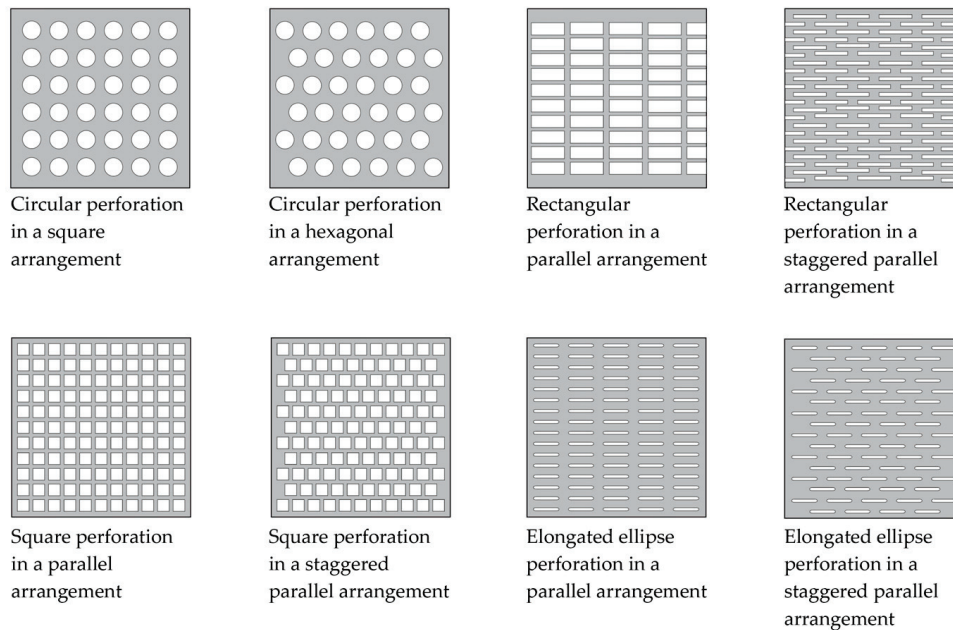 Circular perforation
in a square
arrangement
Circular perforation
in a hexagonal
arrangement
Rectangular
perforation in a
parallel arrangement
Rectangular
perforation in a
staggered parallel
arrangement
Square perforation
in a parallel
arrangement
Square perforation
in a staggered
parallel arrangement
Elongated ellipse
perforation in a
parallel arrangement
Elongated ellipse
perforation in a
staggered parallel
arrangement